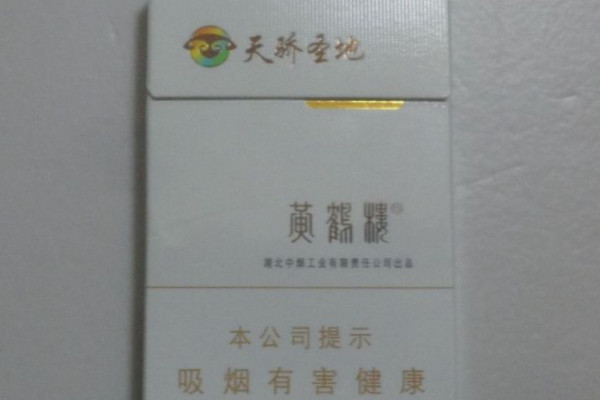 天骄圣地
黄鹤楼®
湖北中烟工业有限责任公司出品
本公司提示
吸烟有害健康